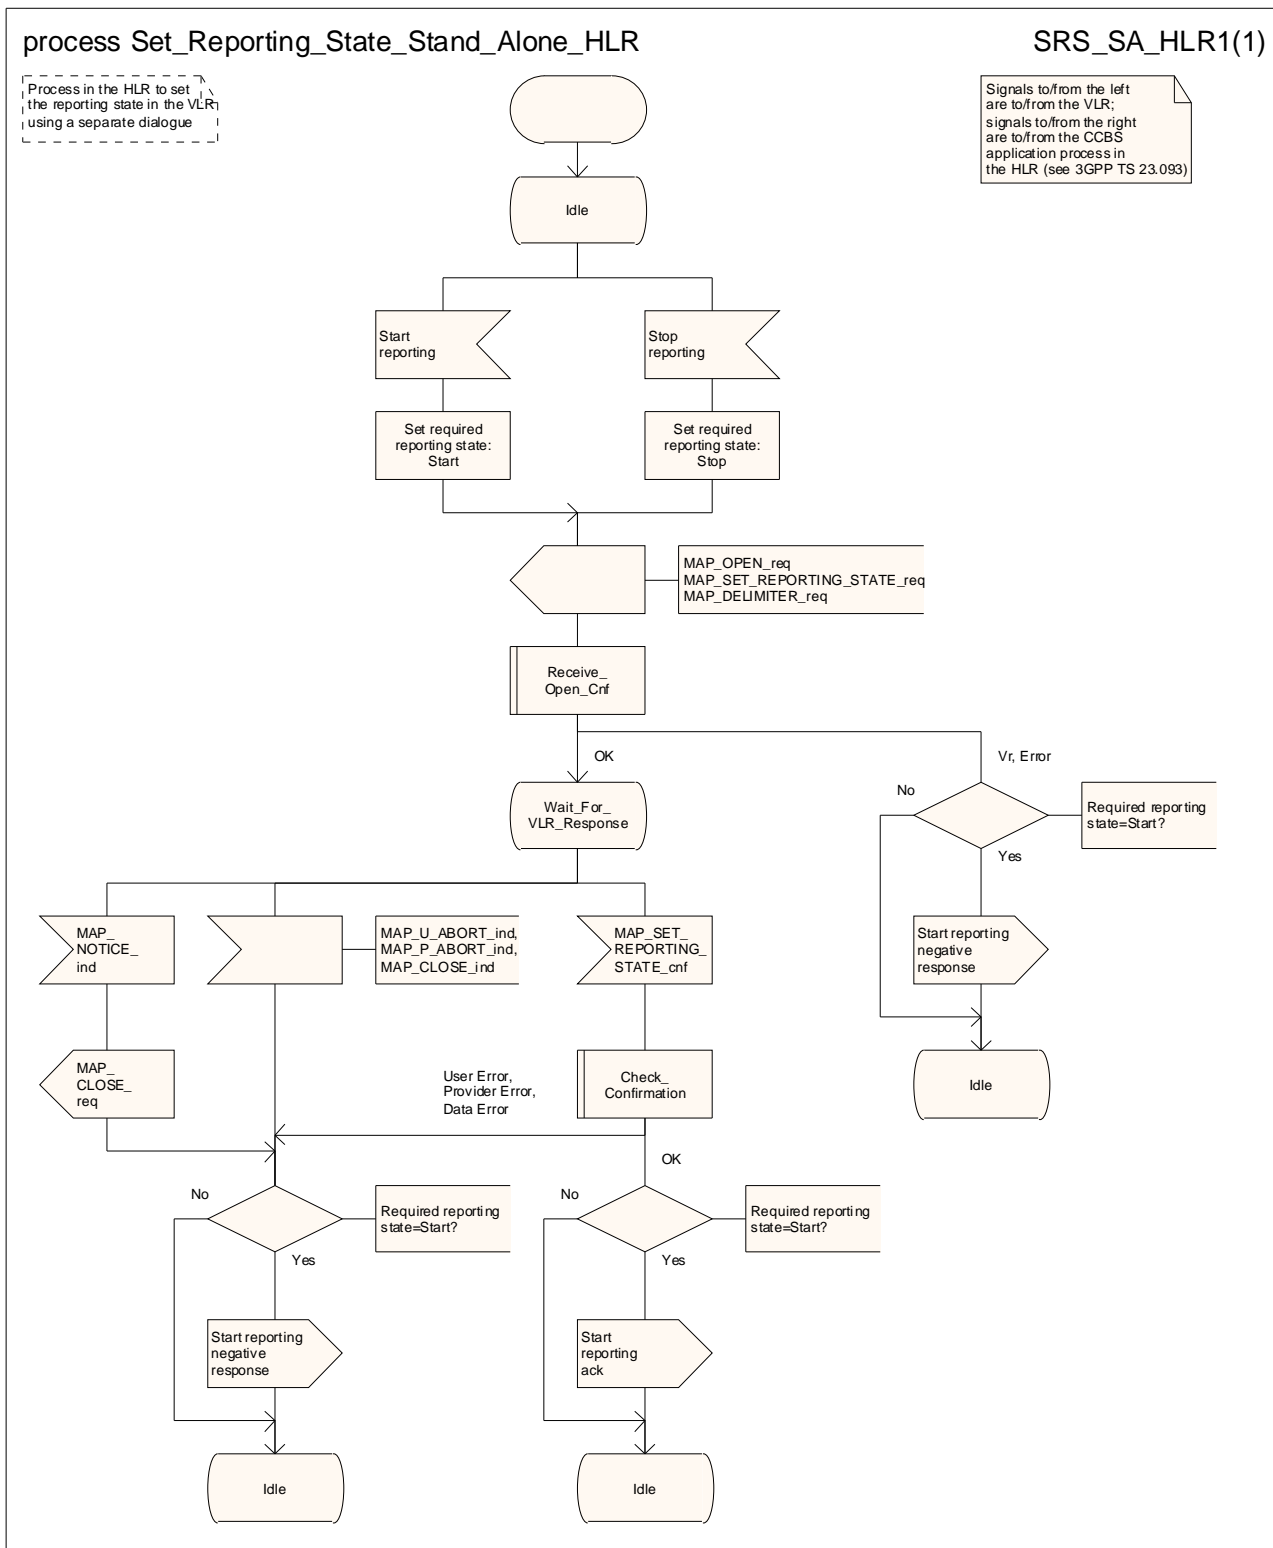 process Set_Reporting_State_Stand_Alone_HLR
SRS_SA_HLR1(1)
Process in the HLR to set
the reporting state in the VLR
using a separate dialogue
Signals to/from the left
are to/from the VLR;
signals to/from the right
are to/from the CCBS
application process in
the HLR (see 3GPP TS 23.093)
Idle
Start
reporting
Stop
reporting
Set required
reporting state:
Start
Set required
reporting state:
Stop
MAP_OPEN_req
MAP_SET_REPORTING_STATE_req
MAP_DELIMITER_req
Receive_
Open_Cnf
OK
Vr, Error
Wait_For_
VLR_Response
No
Required reporting
state=Start?
Yes
MAP_
NOTICE_
ind
MAP_U_ABORT_ind,
MAP_P_ABORT_ind,
MAP_CLOSE_ind
MAP_SET_
REPORTING_
STATE_cnf
Start reporting
negative
response
MAP_
CLOSE_
req
User Error,
Provider Error,
Data Error
Check_
Confirmation
Idle
OK
No
Required reporting
state=Start?
Yes
No
Required reporting
state=Start?
Yes
Start reporting
negative
response
Start
reporting
ack
Idle
Idle